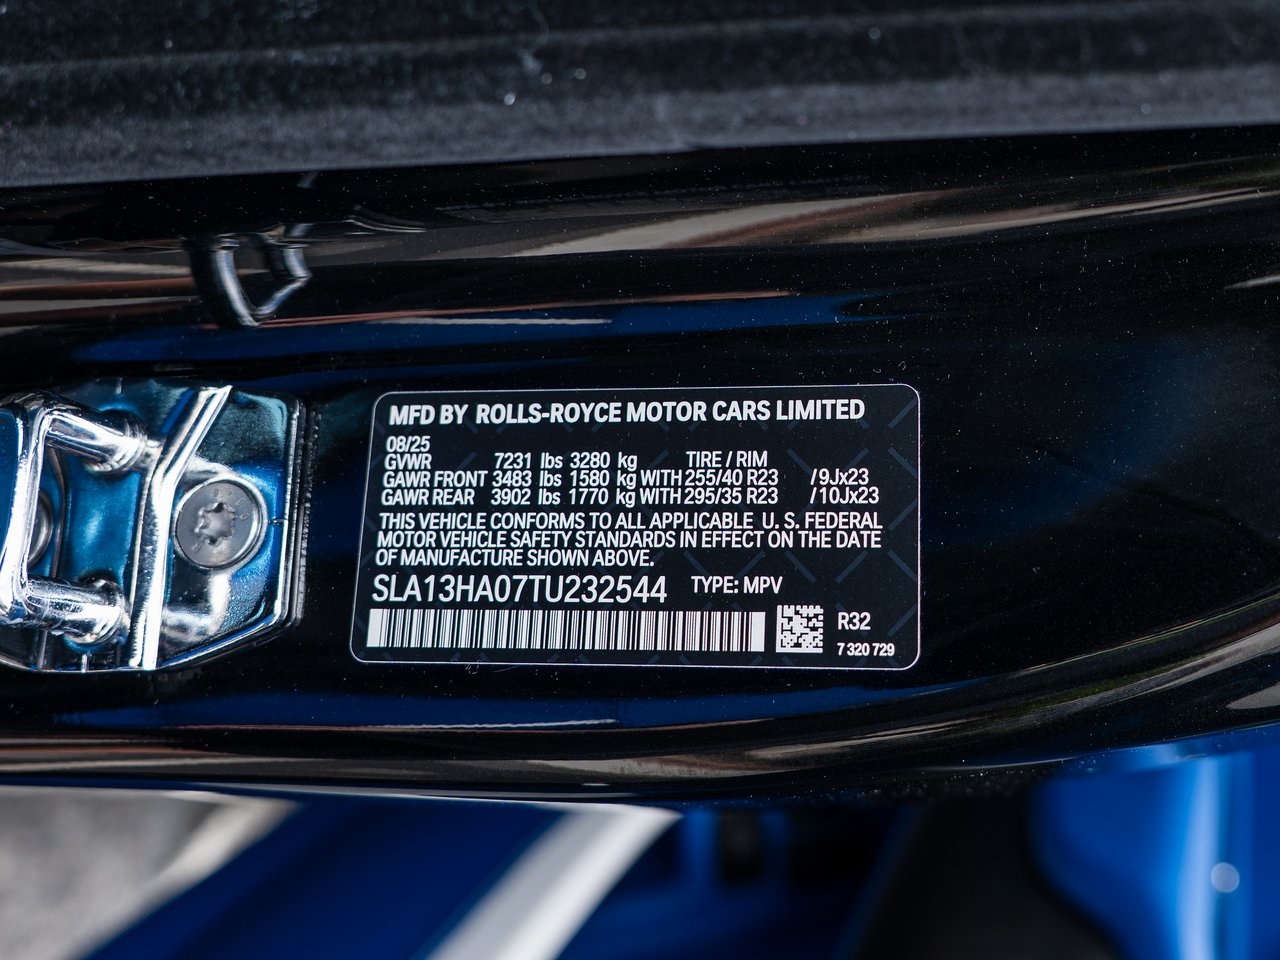 MFD BY ROLLS-ROYCE MOTOR CARS LIMITED
08/25
GVWR 7231 lbs 3280 kg TIRE / RIM
GAWR FRONT 3483 lbs 1580 kg WITH 255/40 R23 /9Jx23
GAWR REAR 3902 lbs 1770 kg WITH 295/35 R23 /10Jx23
THIS VEHICLE CONFORMS TO ALL APPLICABLE U. S. FEDERAL
MOTOR VEHICLE SAFETY STANDARDS IN EFFECT ON THE DATE
OF MANUFACTURE SHOWN ABOVE.
SLA13HA07TU232544 TYPE: MPV
R32
7 320 729